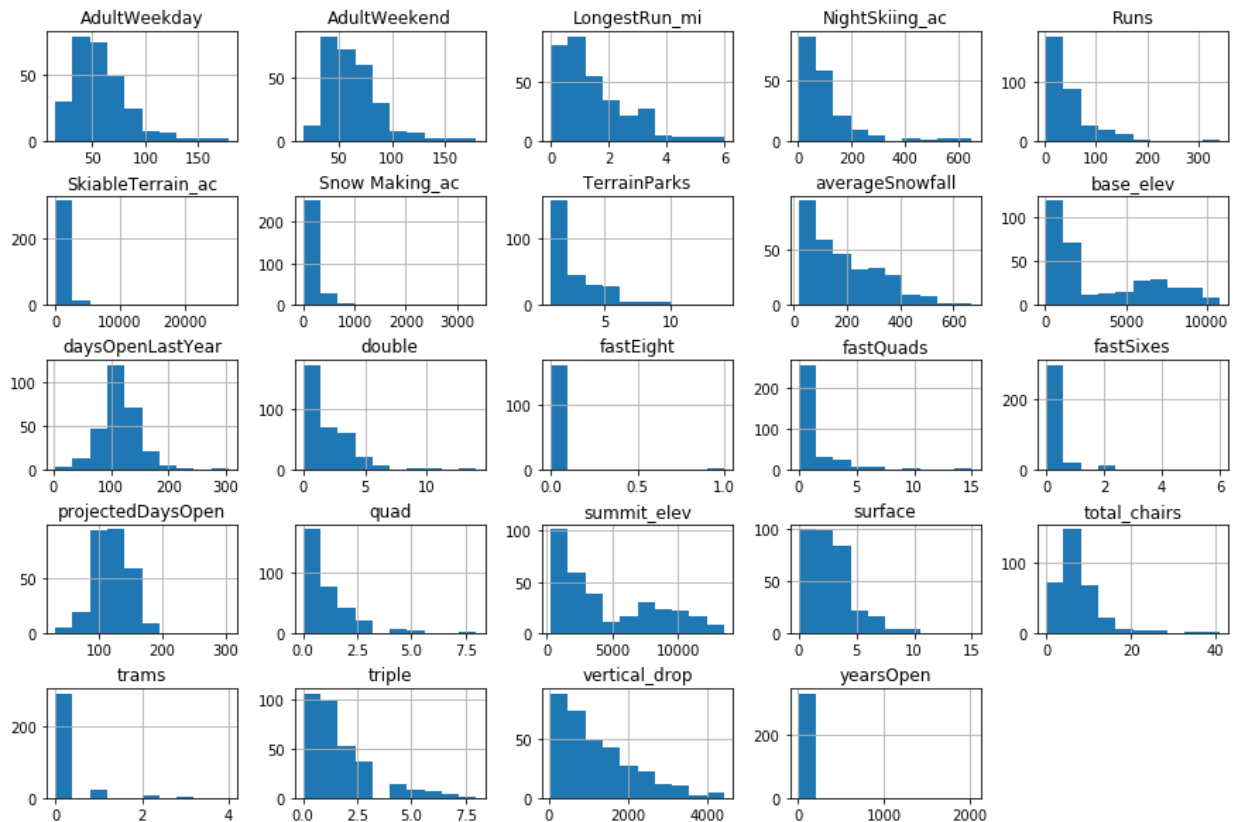 AdultWeekday AdultWeekend LongestRun_mi NightSkiing_ac Runs
50 0 50 100 150
50 0 50 100 150
50 0 0 2 4 6
50 0 0 200 400 600
100 0 0 100 200 300
SkiableTerrain_ac Snow Making_ac TerrainParks averageSnowfall base_elev
200 0 0 10000 20000
200 100 0 0 1000 2000 3000
100 0 5 10
50 0 0 200 400 600
100 50 0 0 5000 10000
daysOpenLastYear double fastEight fastQuads fastSixes
100 50 0 0 100 200 300
100 0 0 5 10
100 0 0.0 0.5 1.0
200 100 0 0 5 10 15
200 0 0 2 4 6
projectedDaysOpen quad summit_elev surface total_chairs
50 0 100 200 300
100 0 0.0 2.5 5.0 7.5
100 50 0 0 5000 10000
100 50 0 0 5 10 15
100 0 0 20 40
trams triple vertical_drop yearsOpen
200 0 0 2 4
100 50 0 0.0 2.5 5.0 7.5
50 0 0 2000 4000
200 0 0 1000 2000